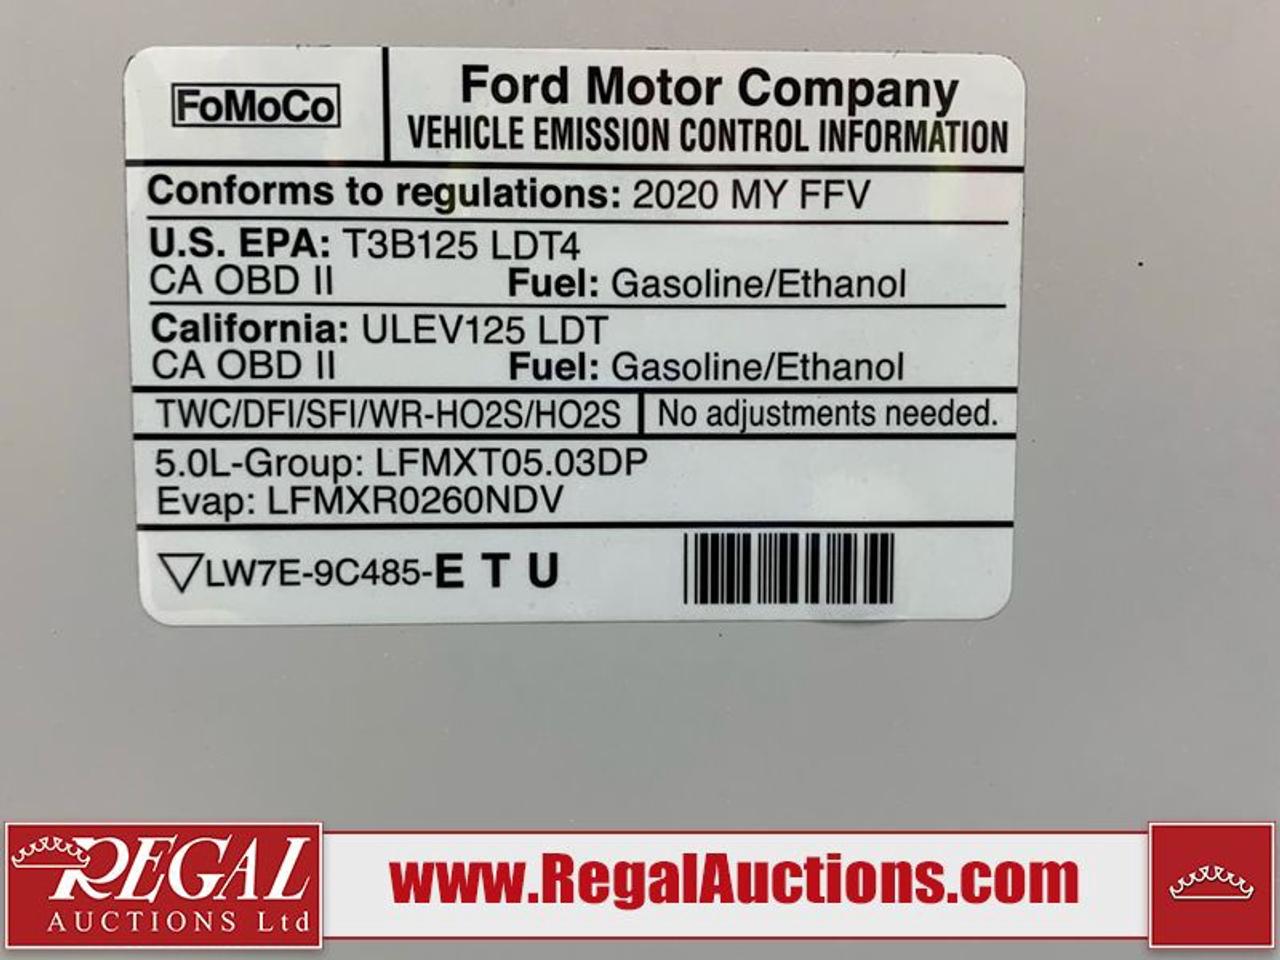 FoMoCo
Ford Motor Company
VEHICLE EMISSION CONTROL INFORMATION
Conforms to regulations: 2020 MY FFV
U.S. EPA: T3B125 LDT4
CA OBD II Fuel: Gasoline/Ethanol
California: ULEV125 LDT
CA OBD II Fuel: Gasoline/Ethanol
TWC/DFI/SFI/WR-HO2S/HO2S No adjustments needed.
5.0L-Group: LFMXT05.03DP
Evap: LFMXR0260NDV
LW7E-9C485-E T U
REGAL
AUCTIONS Ltd
www.RegalAuctions.com